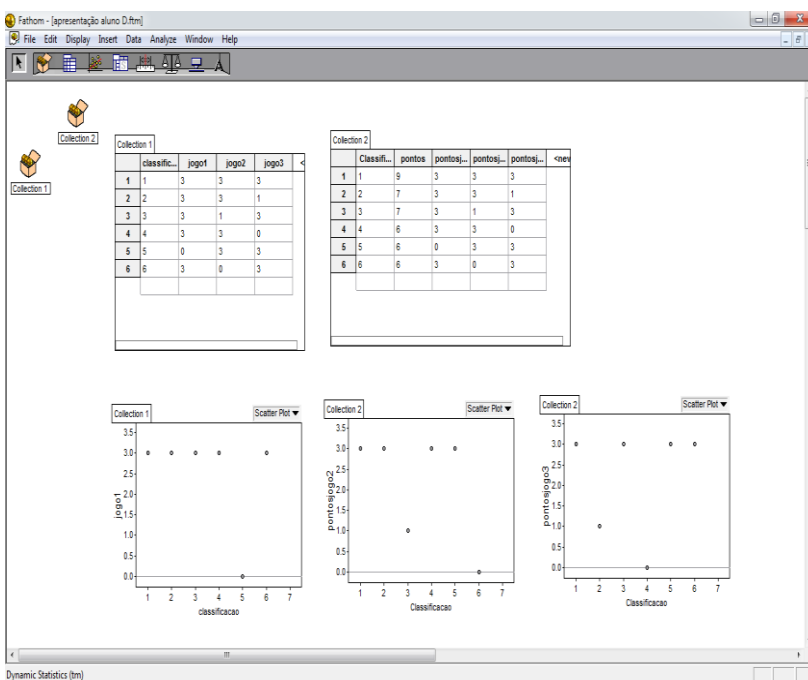 Fathom - [apresentação aluno D.ftm]
File Edit Display Insert Data Analyze Window Help
Collection 2
Collection 1
Collection 1
classific... jogo1 jogo2 jogo3 <
1 1 3 3 3
2 2 3 3 1
3 3 3 1 3
4 4 3 3 0
5 5 0 3 3
6 6 3 0 3
Collection 2
Classifi... pontos pontosj... pontosj... pontosj... <new
1 1 9 3 3 3
2 2 7 3 3 1
3 3 7 3 1 3
4 4 6 3 3 0
5 5 6 0 3 3
6 6 6 3 0 3
Collection 1
Scatter Plot
jogo1
3.5
3.0
2.5
2.0
1.5
1.0
0.5
0.0
1 2 3 4 5 6 7
classificacao
Collection 2
Scatter Plot
pontosjogo2
3.5
3.0
2.5
2.0
1.5
1.0
0.5
0.0
1 2 3 4 5 6 7
Classificacao
Collection 2
Scatter Plot
pontosjogo3
3.5
3.0
2.5
2.0
1.5
1.0
0.5
0.0
1 2 3 4 5 6 7
Classificacao
Dynamic Statistics (tm)